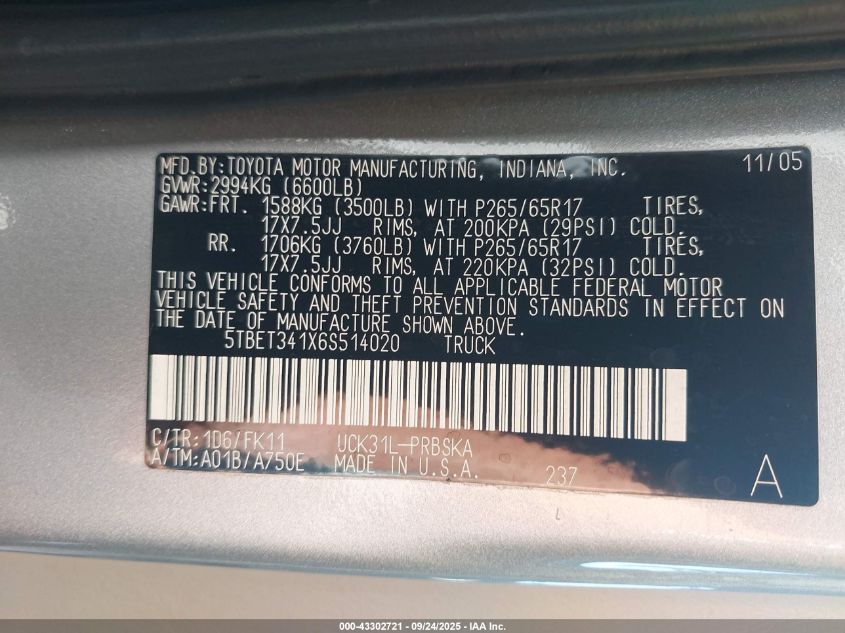 MFD.BY:TOYOTA MOTOR MANUFACTURING, INDIANA, INC. 11/05
GVWR:2994KG (6600LB)
GAWR:FRT. 1588KG (3500LB) WITH P265/65R17 TIRES,
17X7.5JJ RIMS, AT 200KPA (29PSI) COLD.
RR. 1706KG (3760LB) WITH P265/65R17 TIRES,
17X7.5JJ RIMS, AT 220KPA (32PSI) COLD.
THIS VEHICLE CONFORMS TO ALL APPLICABLE FEDERAL MOTOR
VEHICLE SAFETY AND THEFT PREVENTION STANDARDS IN EFFECT ON
THE DATE OF MANUFACTURE SHOWN ABOVE.
5TBET341X6S514020 TRUCK
C/TR:1D6/FK11 UCK31L-PRBSKA
A/TM:A01B/A750E MADE IN U.S.A. 237 A
000-43302721 - 09/24/2025 - IAA Inc.